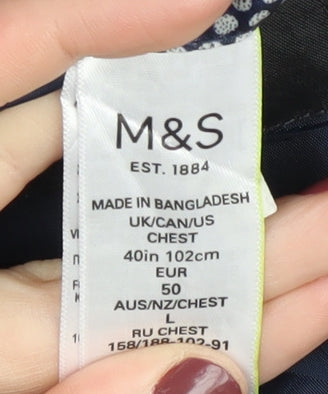 M&S
EST. 1884
MADE IN BANGLADESH
UK/CAN/US
CHEST
40in 102cm
EUR
50
AUS/NZ/CHEST
L
RU CHEST
158/188-102-91